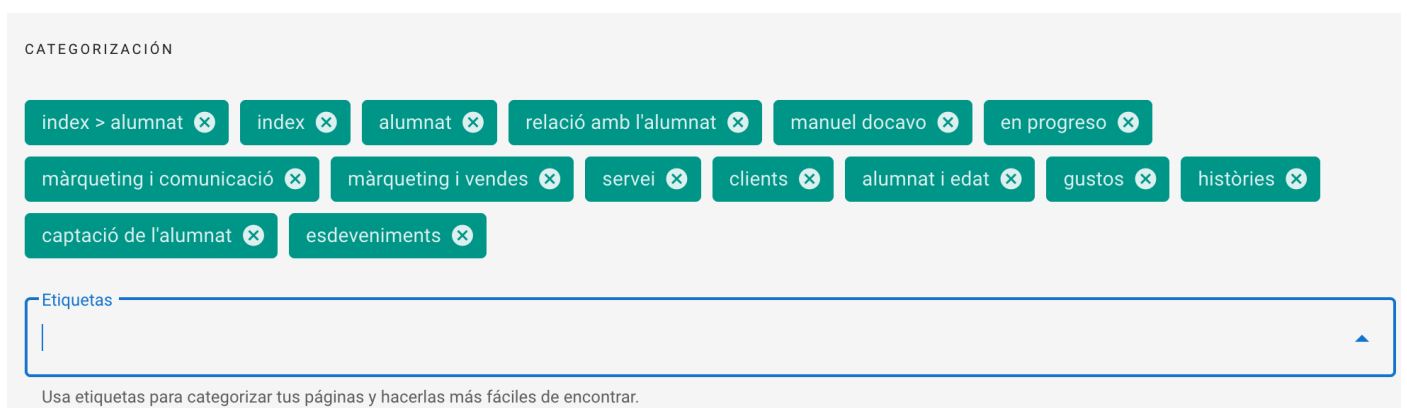 CATEGORIZACIÓN
index > alumnat index alumnat relació amb l'alumnat manuel docavo en progreso
màrqueting i comunicació màrqueting i vendes servei clients alumnat i edat gustos històries
captació de l'alumnat esdeveniments
Etiquetas
Usa etiquetas para categorizar tus páginas y hacerlas más fáciles de encontrar.